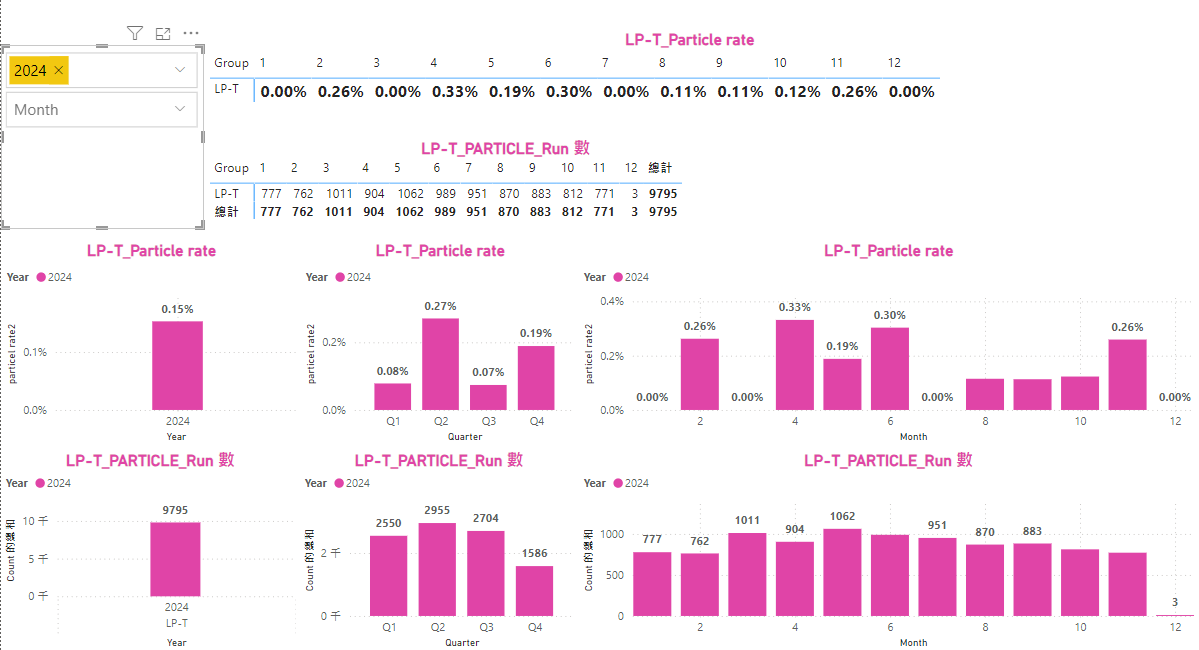 2024 ×
Month
LP-T_Particle rate
Group 1 2 3 4 5 6 7 8 9 10 11 12
LP-T 0.00% 0.26% 0.00% 0.33% 0.19% 0.30% 0.00% 0.11% 0.11% 0.12% 0.26% 0.00%
LP-T_PARTICLE_Run 數
Group 1 2 3 4 5 6 7 8 9 10 11 12 總計
LP-T 777 762 1011 904 1062 989 951 870 883 812 771 3 9795
總計 777 762 1011 904 1062 989 951 870 883 812 771 3 9795
LP-T_Particle rate
Year 2024
particel rate2
0.15%
0.1%
0.0%
2024
Year
LP-T_Particle rate
Year 2024
particel rate2
0.2%
0.0%
0.08% 0.27% 0.07% 0.19%
Q1 Q2 Q3 Q4
Quarter
LP-T_Particle rate
Year 2024
particel rate2
0.4%
0.2%
0.0%
0.00% 0.26% 0.00% 0.33% 0.19% 0.30% 0.00% 0.26% 0.00%
2 4 6 8 10 12
Month
LP-T_PARTICLE_Run 數
Year 2024
Count 的總和
10 千
5 千
0 千
9795
2024
LP-T
Year
LP-T_PARTICLE_Run 數
Year 2024
Count 的總和
2 千
0 千
2550 2955 2704 1586
Q1 Q2 Q3 Q4
Quarter
LP-T_PARTICLE_Run 數
Year 2024
Count 的總和
1000
500
0
777 762 1011 904 1062 951 870 883 3
2 4 6 8 10 12
Month